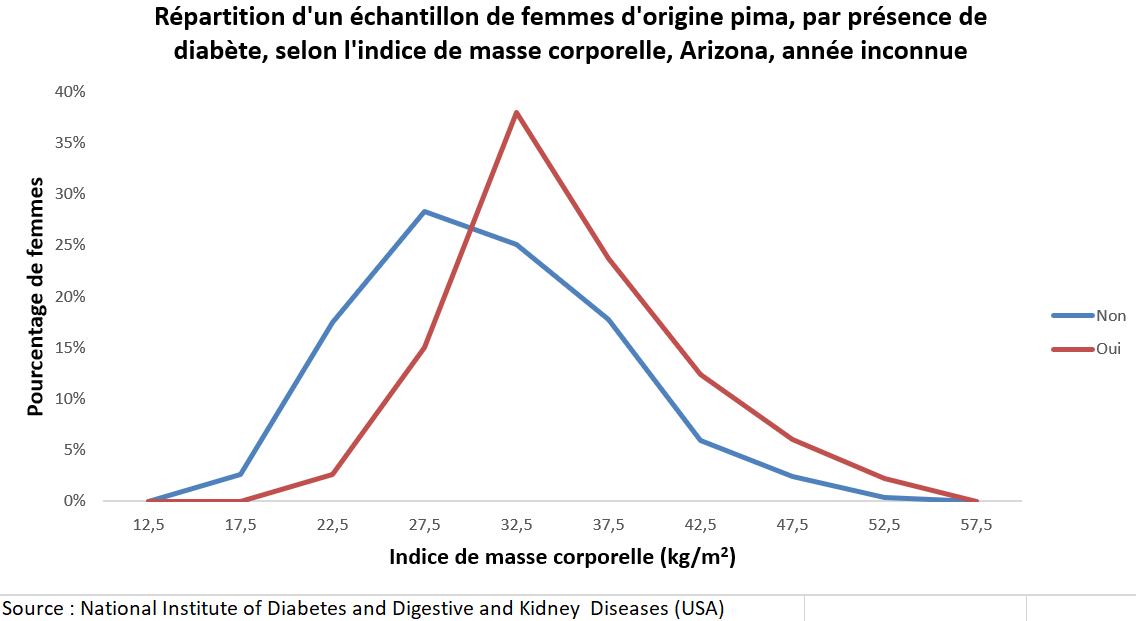 Répartition d'un échantillon de femmes d'origine pima, par présence de
diabète, selon l'indice de masse corporelle, Arizona, année inconnue
40%
35%
30%
25%
20%
15%
10%
5%
0%
Pourcentage de femmes
12,5 17,5 22,5 27,5 32,5 37,5 42,5 47,5 52,5 57,5
Indice de masse corporelle (kg/m²)
Non
Oui
Source : National Institute of Diabetes and Digestive and Kidney Diseases (USA)